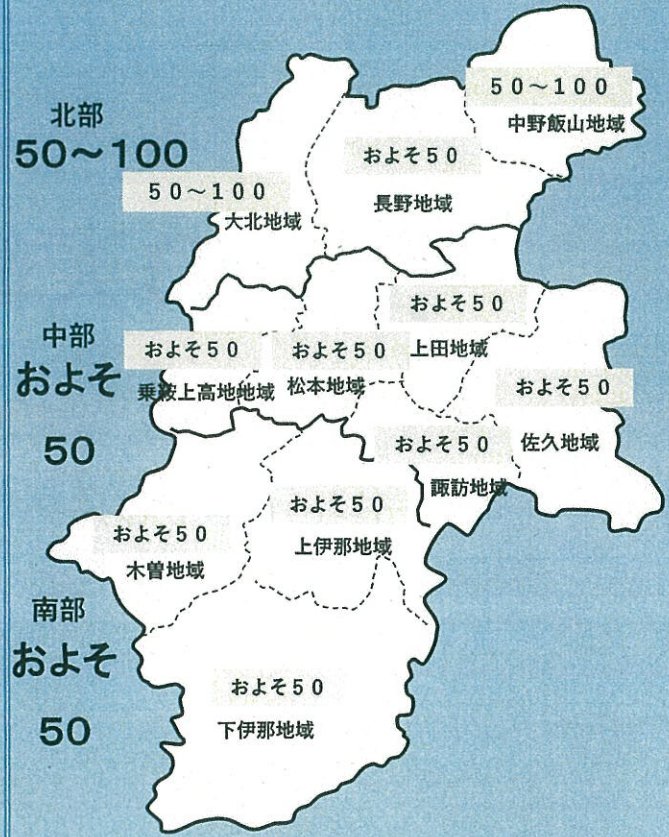 北部
50〜100
50〜100
中野飯山地域
およそ50
長野地域
50〜100
大北地域
中部
およそ
50
およそ50
乗鞍上高地地域
およそ50
松本地域
およそ50
上田地域
およそ50
佐久地域
およそ50
諏訪地域
南部
およそ
50
およそ50
木曽地域
およそ50
上伊那地域
およそ50
下伊那地域